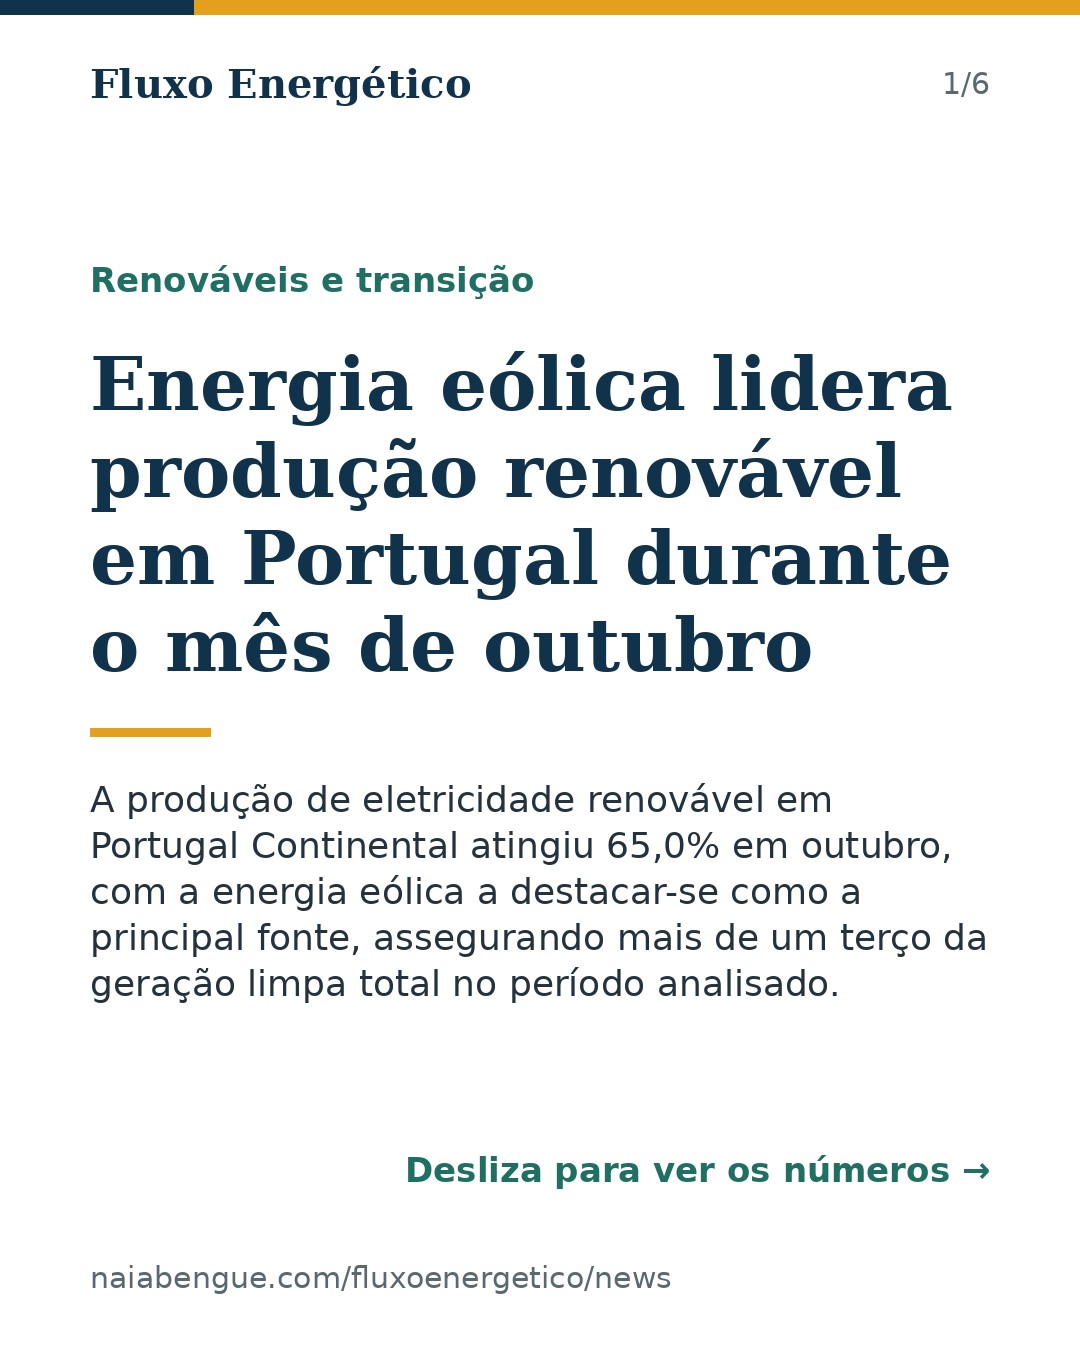 Fluxo Energético
1/6
Renováveis e transição
Energia eólica lidera
produção renovável
em Portugal durante
o mês de outubro
A produção de eletricidade renovável em
Portugal Continental atingiu 65,0% em outubro,
com a energia eólica a destacar-se como a
principal fonte, assegurando mais de um terço da
geração limpa total no período analisado.
Desliza para ver os números →
naiabengue.com/fluxoenergetico/news